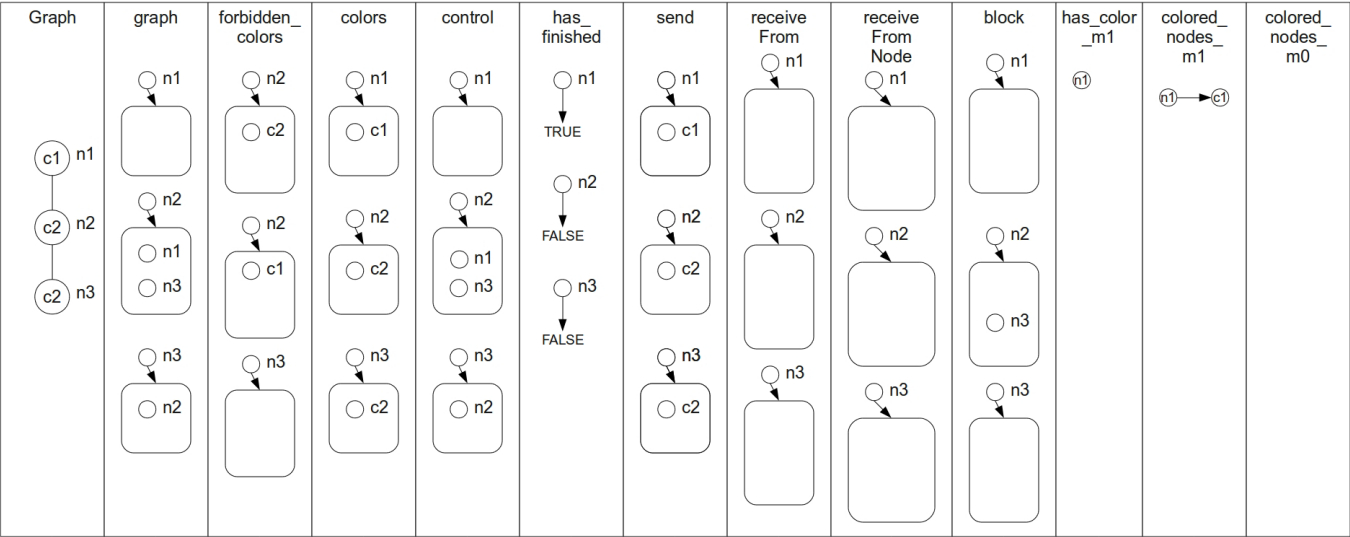 Graph
graph
forbidden_
colors
colors
control
has_
finished
send
receive
From
receive
From
Node
block
has_color
_m1
colored_
nodes_
m1
colored_
nodes_
m0
c1 n1
c2 n2
c2 n3
n1
n2
n1
n3
n3
n2
n2
c2
n2
c1
n3
n1
c1
n2
c2
n3
c2
n1
n2
n1
n3
n3
n2
n1
TRUE
n2
FALSE
n3
FALSE
n1
c1
n2
c2
n3
c2
n1
n2
n3
n1
n2
n3
n1
n2
n3
n3
n1
n1 c1